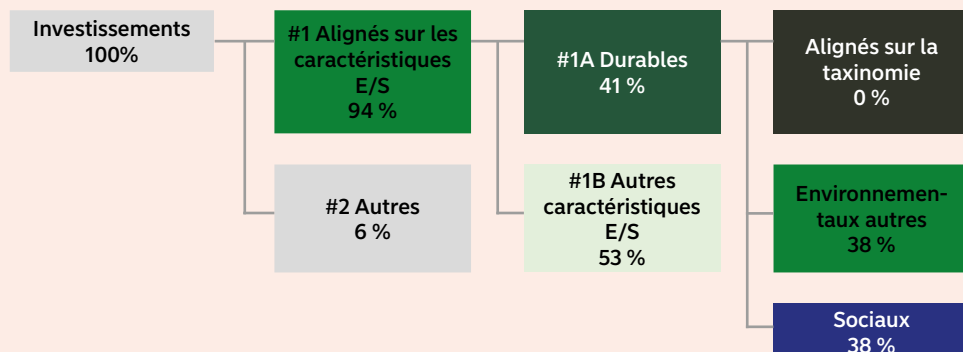 Investissements
100%
#1 Alignés sur les
caractéristiques
E/S
94 %
#1A Durables
41 %
Alignés sur la
taxinomie
0 %
#2 Autres
6 %
#1B Autres
caractéristiques
E/S
53 %
Environnemen-
taux autres
38 %
Sociaux
38 %